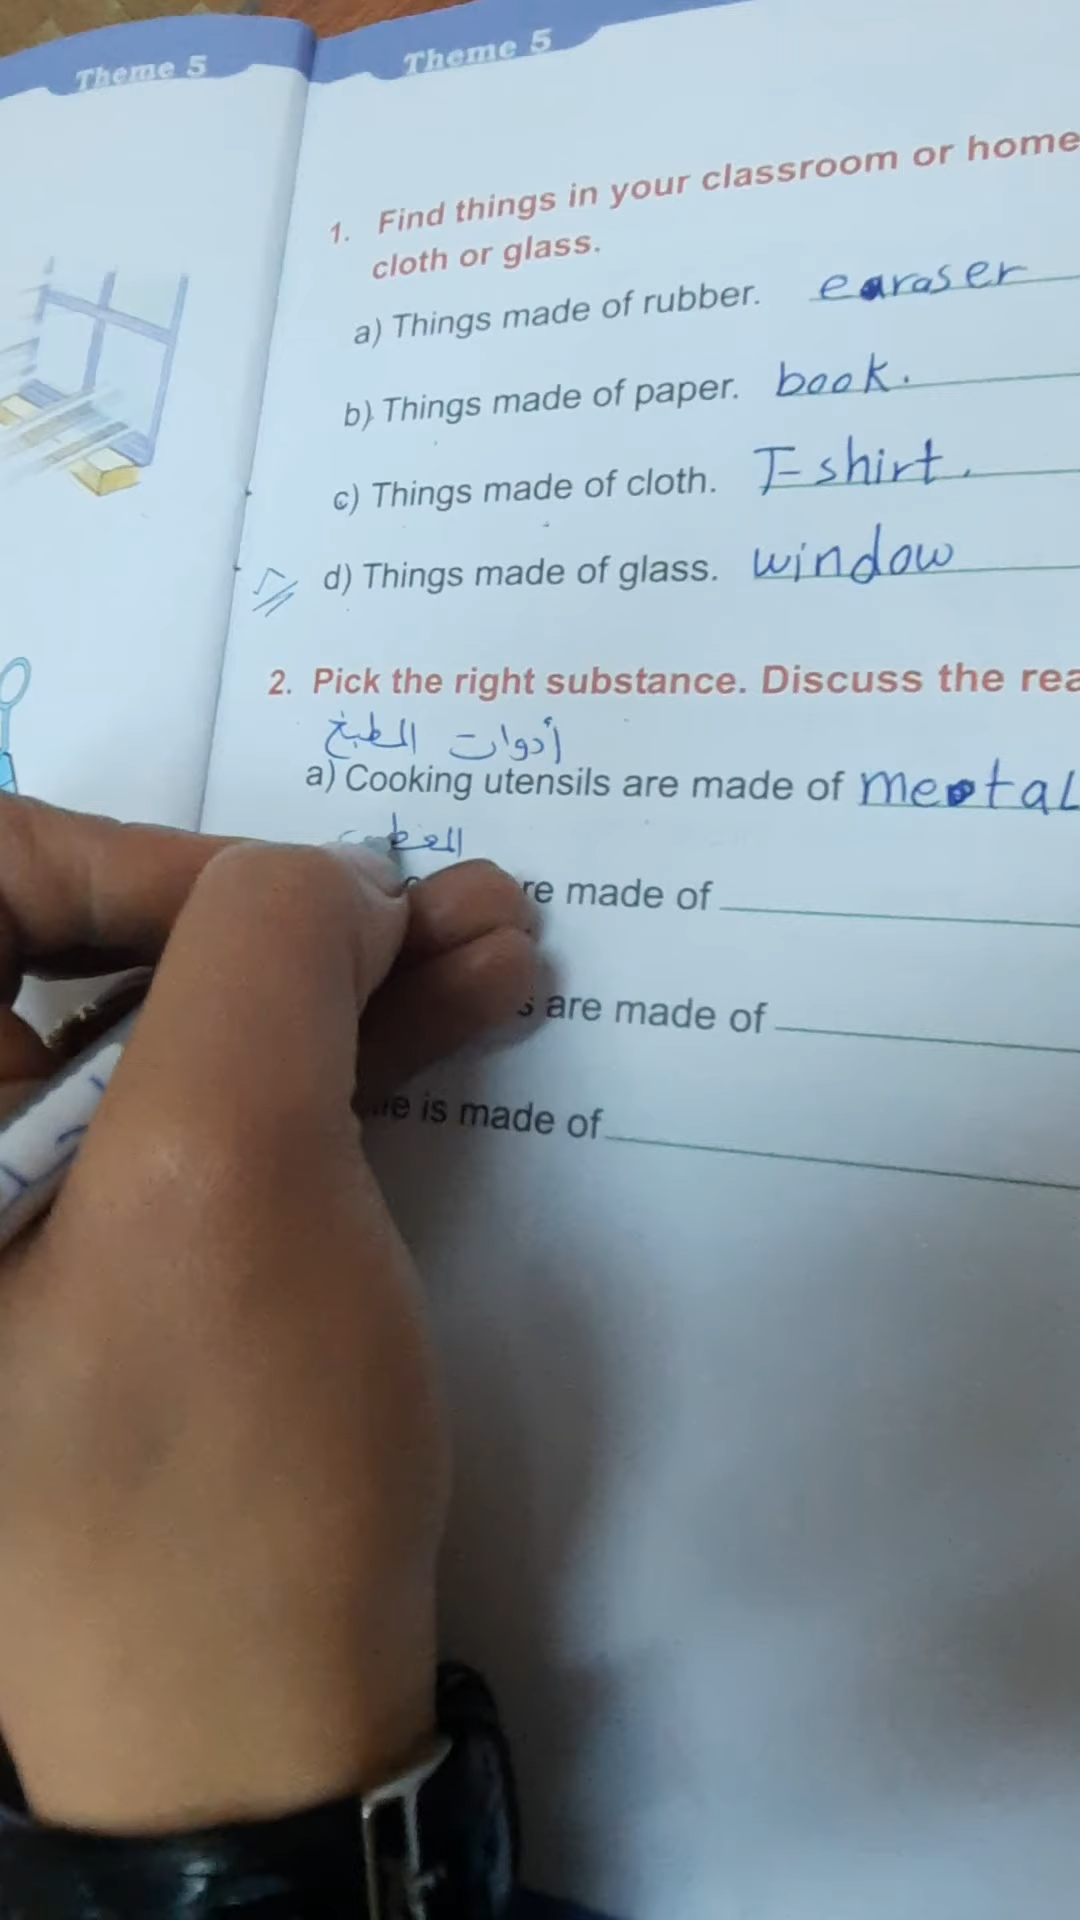 Theme 5
Theme 5
1. Find things in your classroom or home
cloth or glass.
a) Things made of rubber. earaser
b) Things made of paper. book.
c) Things made of cloth. T-shirt.
d) Things made of glass. window
2. Pick the right substance. Discuss the
أدوات الطبخ
a) Cooking utensils are made of metal
made of
are made of
is made of